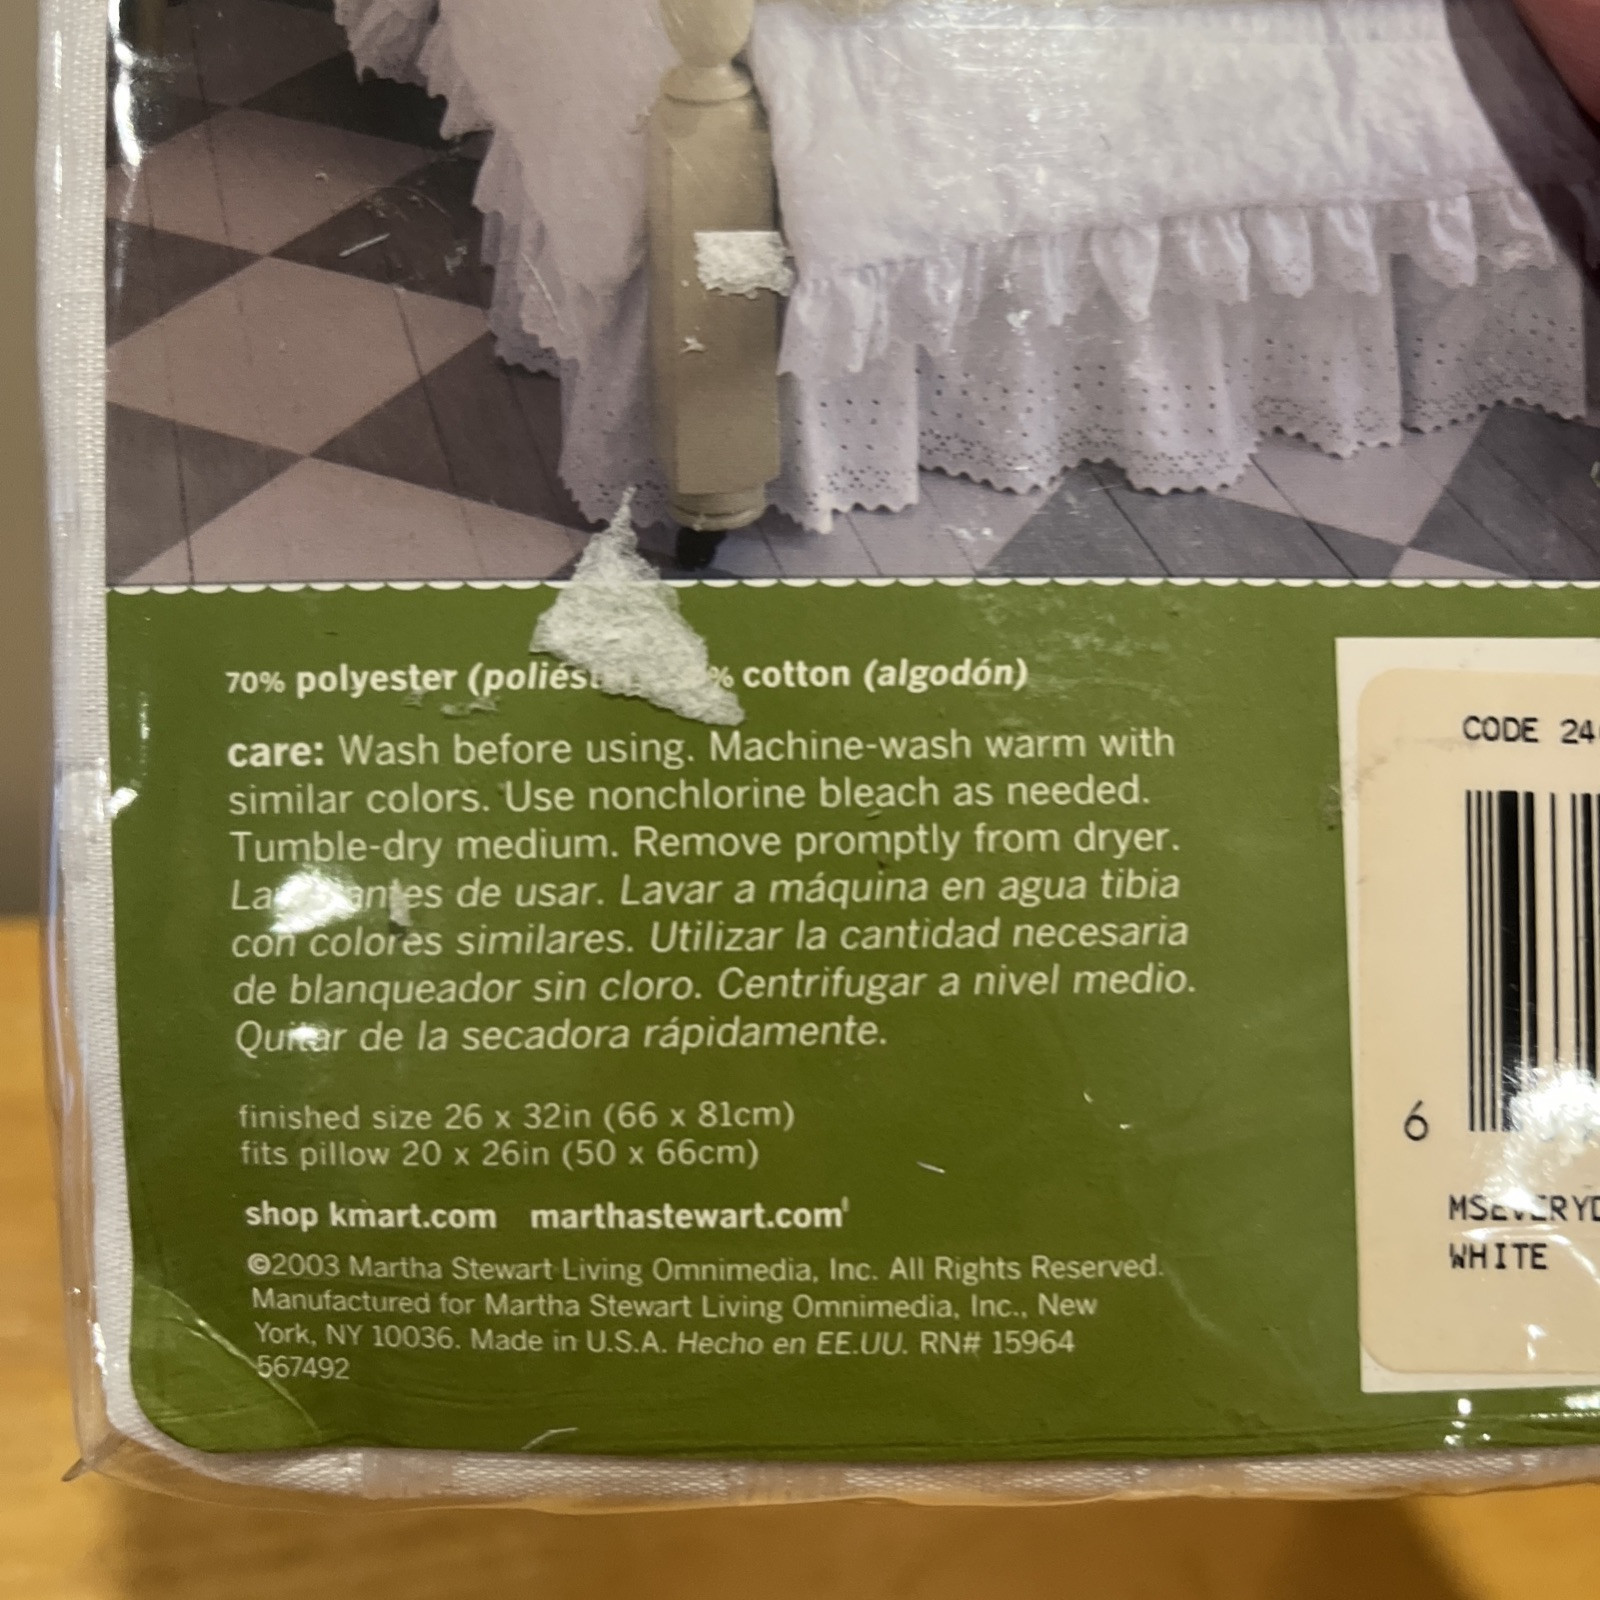 70% polyester (poliés % cotton (algodón)
care: Wash before using. Machine-wash warm with
similar colors. Use nonchlorine bleach as needed.
Tumble-dry medium. Remove promptly from dryer.
de usar. Lavar a máquina en agua tibia
con colores similares. Utilizar la cantidad necesaria
de blanqueador sin cloro. Centrifugar a nivel medio.
Quitar de la secadora rápidamente.
finished size 26 x 32in (66 x 81cm)
fits pillow 20 x 26in (50 x 66cm)
shop kmart.com marthastewart.com
©2003 Martha Stewart Living Omnimedia, Inc. All Rights Reserved.
Manufactured for Martha Stewart Living Omnimedia, Inc., New
York, NY 10036. Made in U.S.A. Hecho en EE.UU. RN# 15964
567492
CODE 24
6
MSEVERYD
WHITE